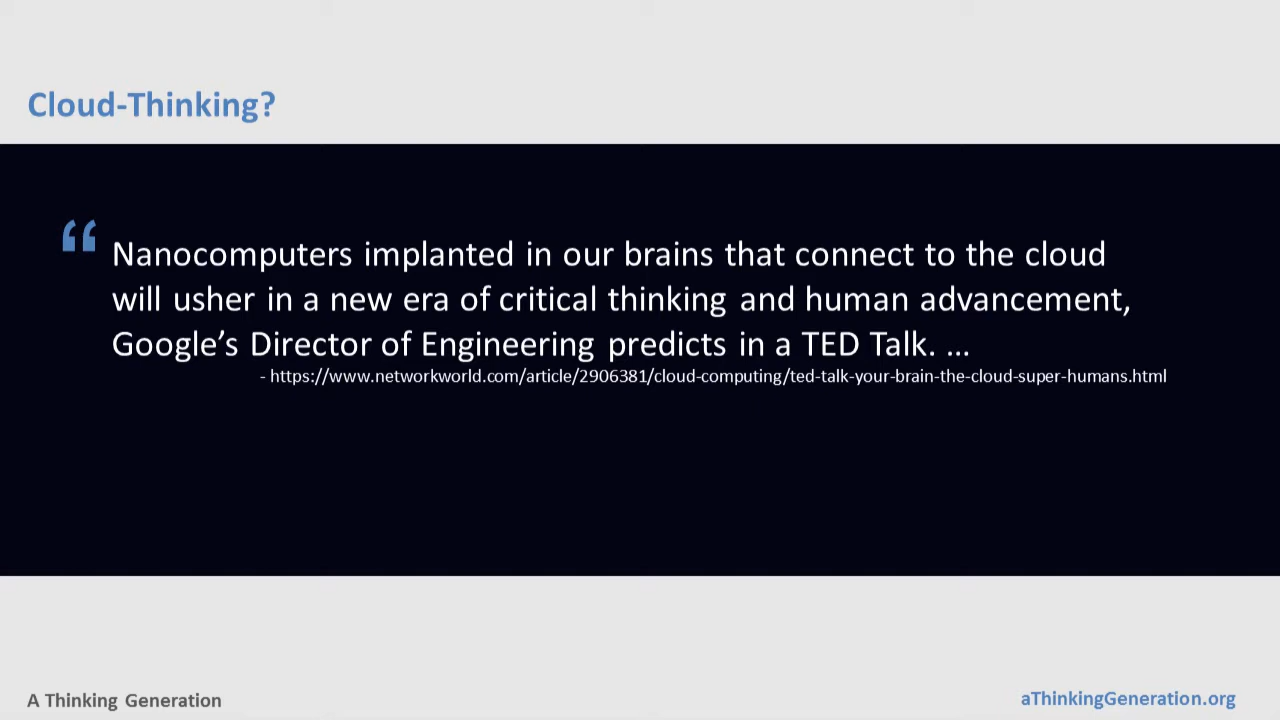 Cloud-Thinking?
“ Nanocomputers implanted in our brains that connect to the cloud
will usher in a new era of critical thinking and human advancement,
Google’s Director of Engineering predicts in a TED Talk. …
- https://www.networkworld.com/article/2906381/cloud-computing/ted-talk-your-brain-the-cloud-super-humans.html
A Thinking Generation
aThinkingGeneration.org